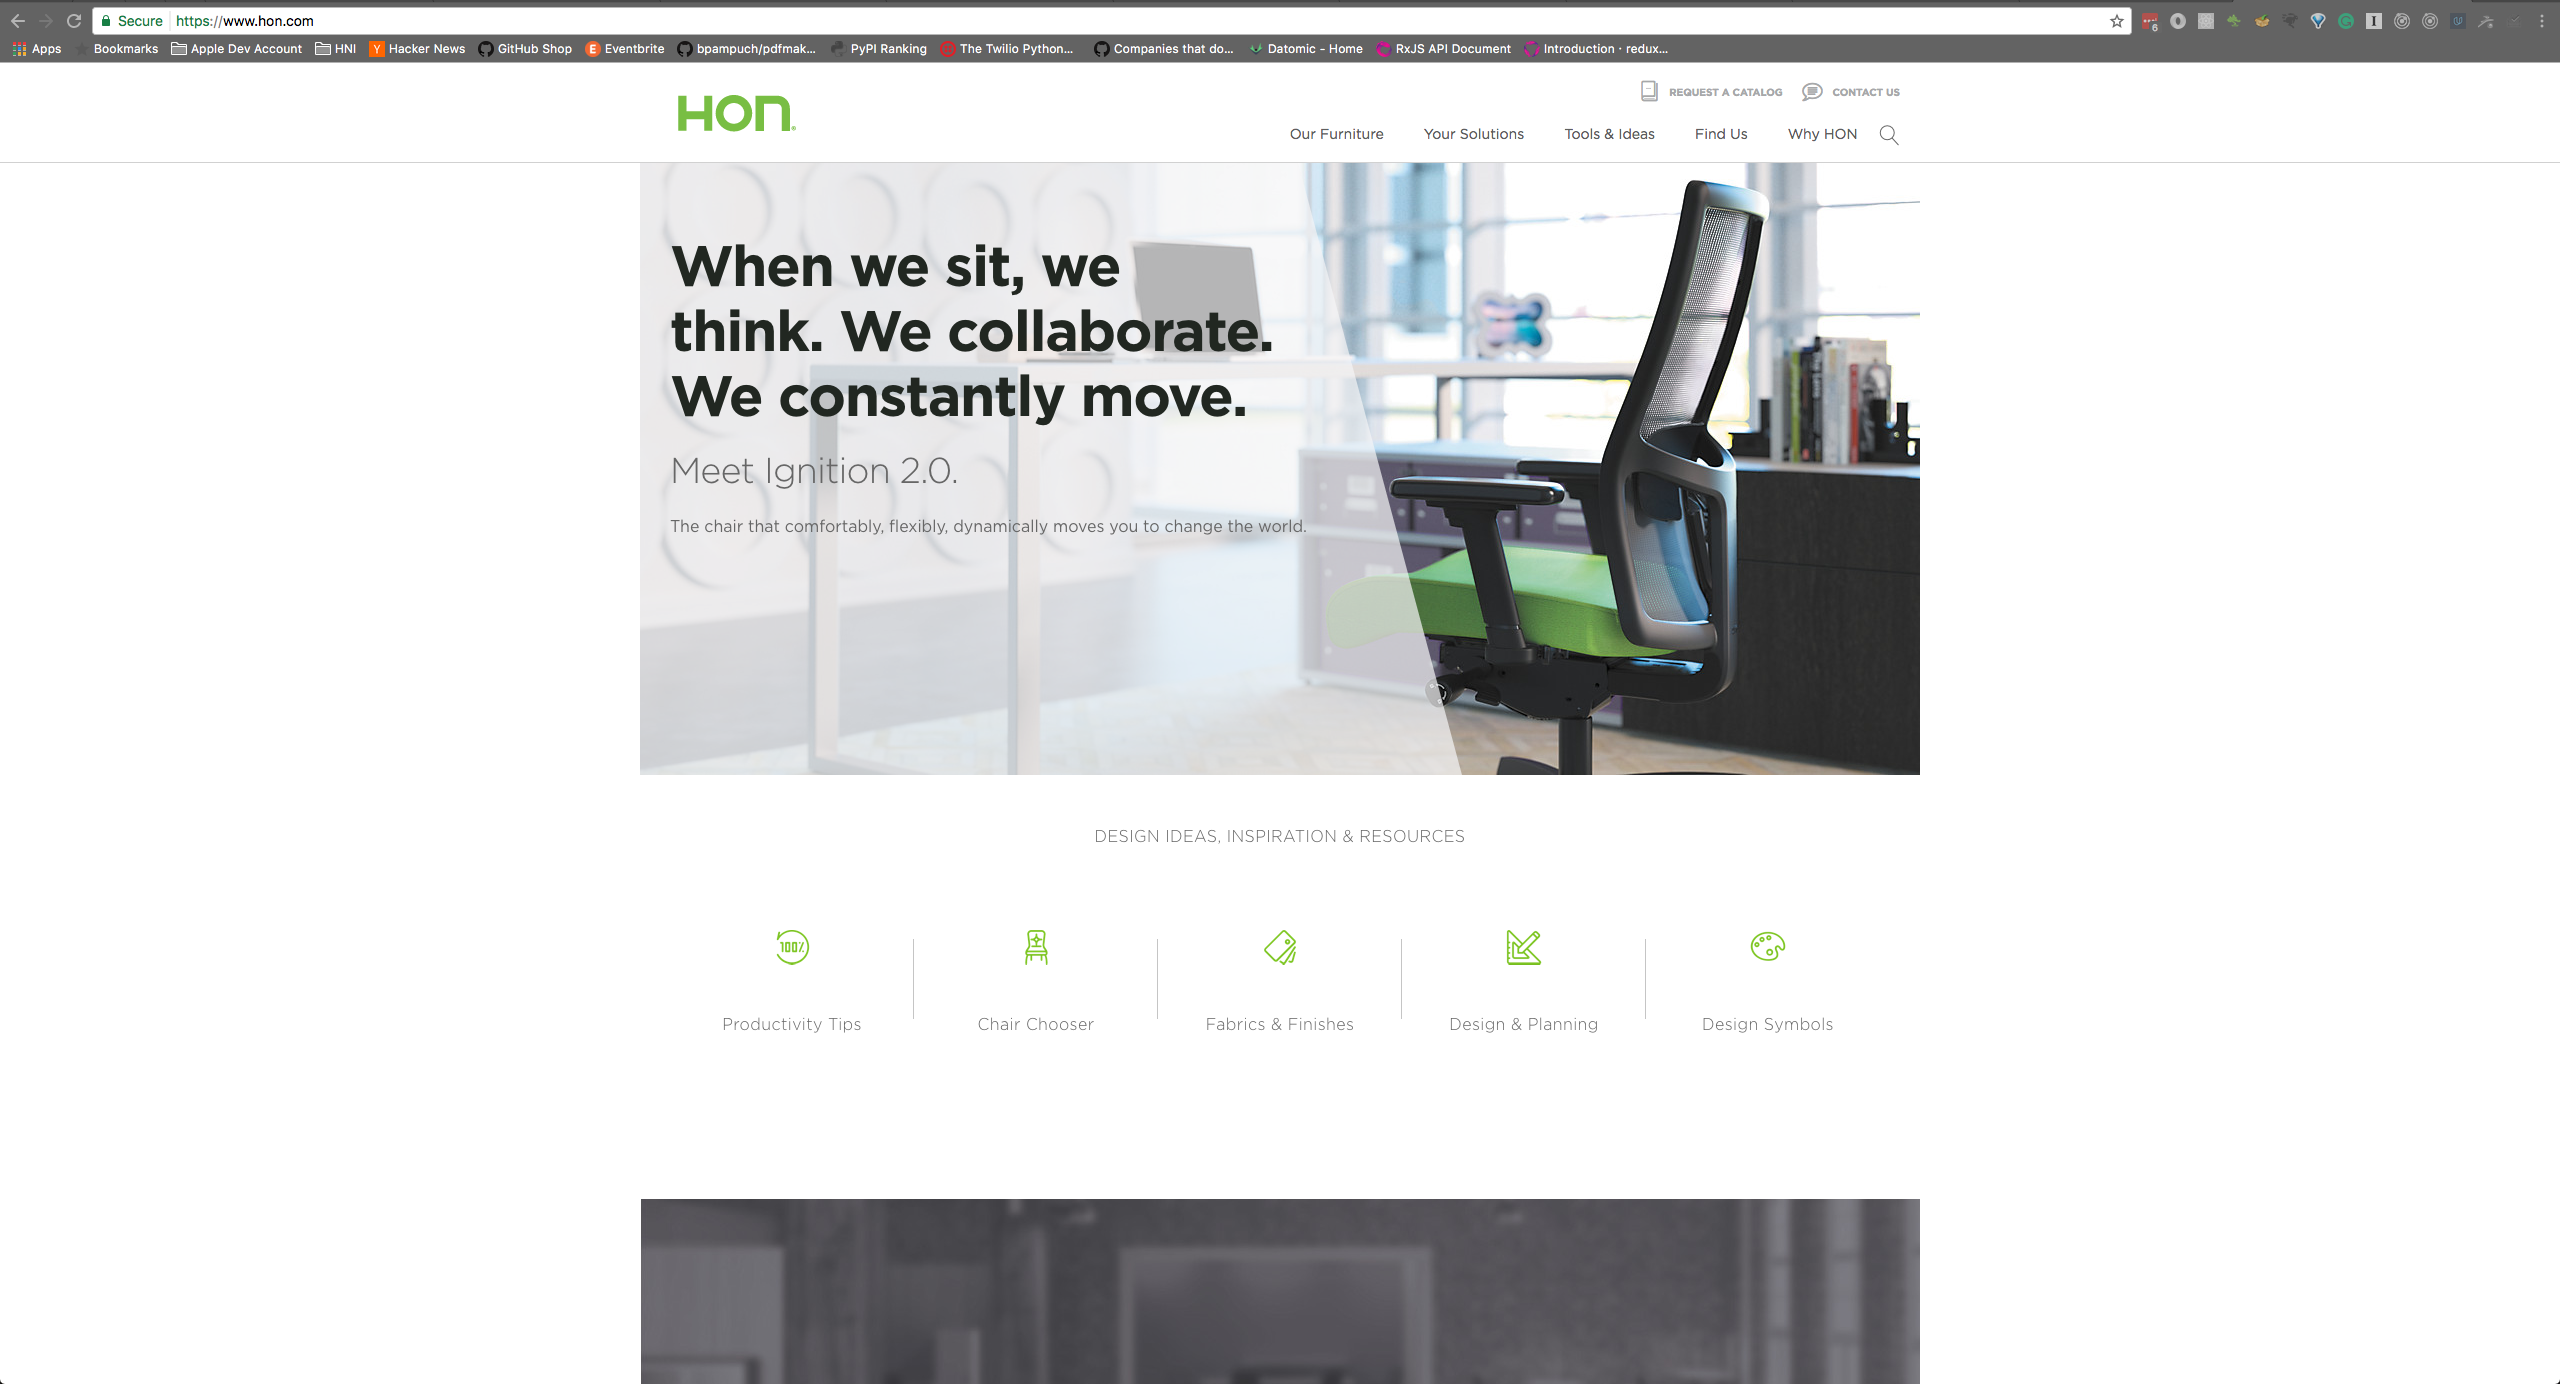 Secure https://www.hon.com
6
Apps Bookmarks Apple Dev Account HNI Hacker News GitHub Shop Eventbrite bpampuch/pdfmak... PyPI Ranking The Twilio Python... Companies that do... Datomic - Home RxJS API Document Introduction · redux...
REQUEST A CATALOG CONTACT US
HON
Our Furniture Your Solutions Tools & Ideas Find Us Why HON
When we sit, we
think. We collaborate.
We constantly move.
Meet Ignition 2.0.
The chair that comfortably, flexibly, dynamically moves you to change the world.
DESIGN IDEAS, INSPIRATION & RESOURCES
100%
Productivity Tips Chair Chooser Fabrics & Finishes Design & Planning Design Symbols